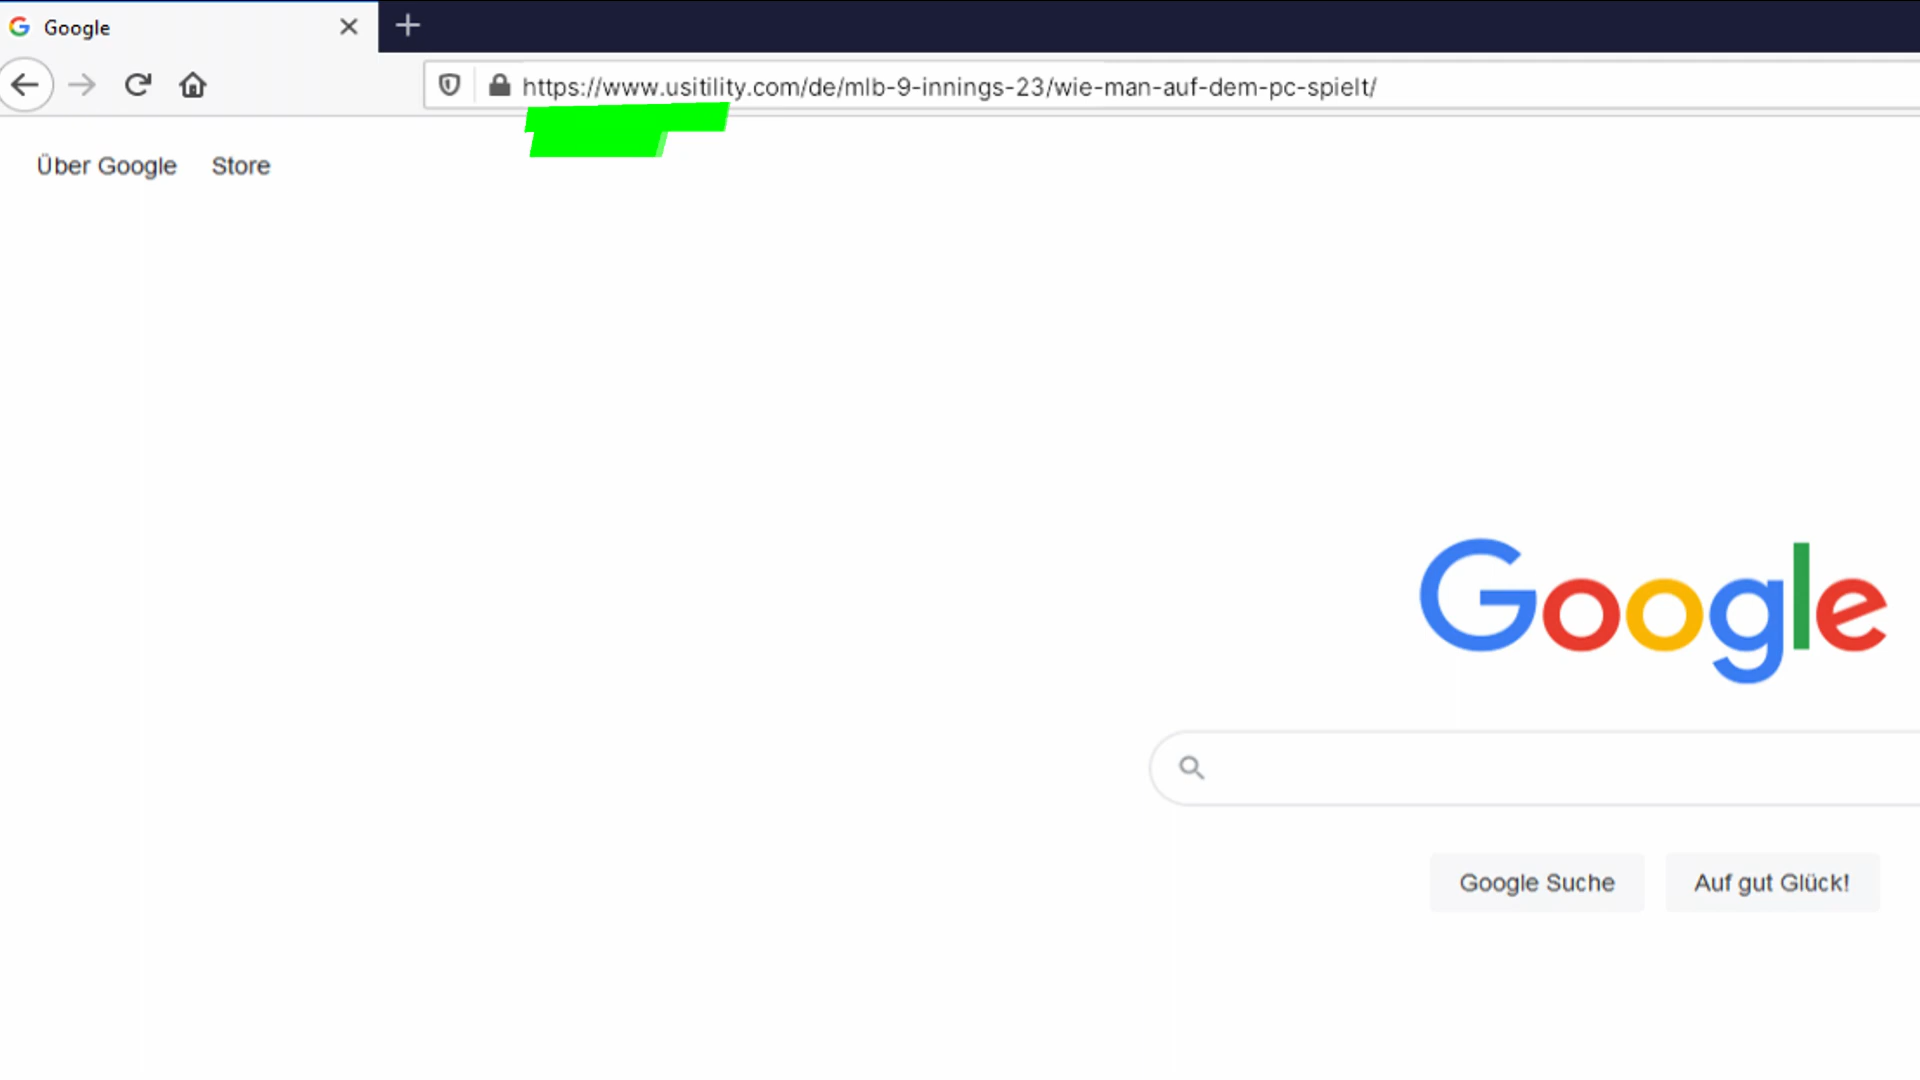 Google
https://www.usitility.com/de/mlb-9-innings-23/wie-man-auf-dem-pc-spielt/
Über Google Store
Google
Google Suche Auf gut Glück!